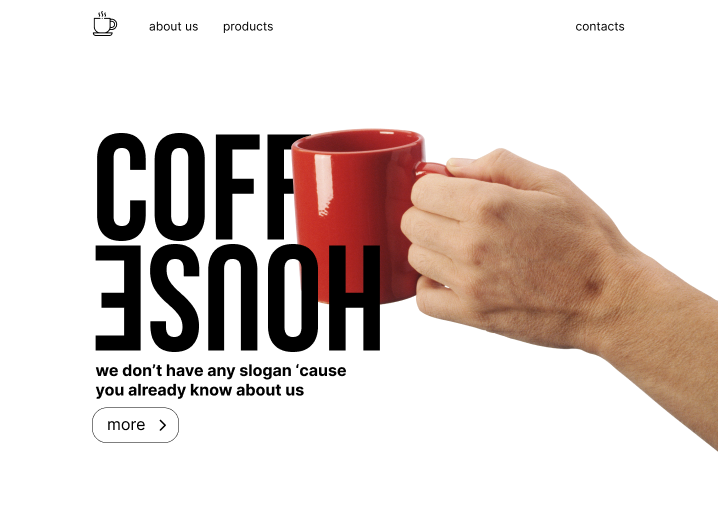 about us products contacts
COFF
HOUSE
we don’t have any slogan ‘cause
you already know about us
more